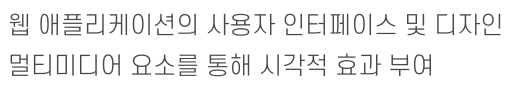 웹 애플리케이션의 사용자 인터페이스 및 디자인
멀티미디어 요소를 통해 시각적 효과 부여